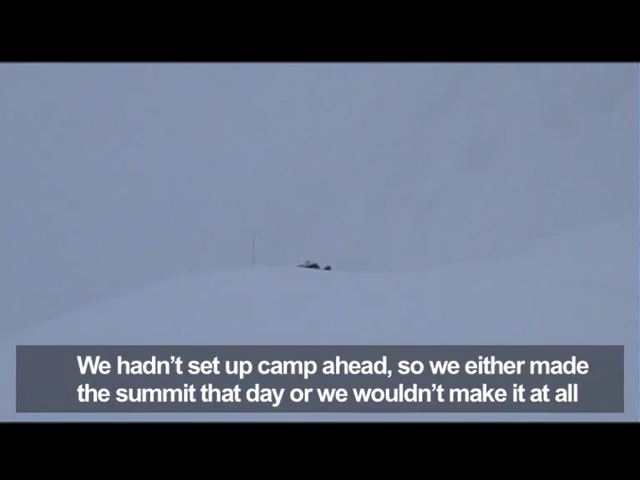 We hadn’t set up camp ahead, so we either made
the summit that day or we wouldn’t make it at all